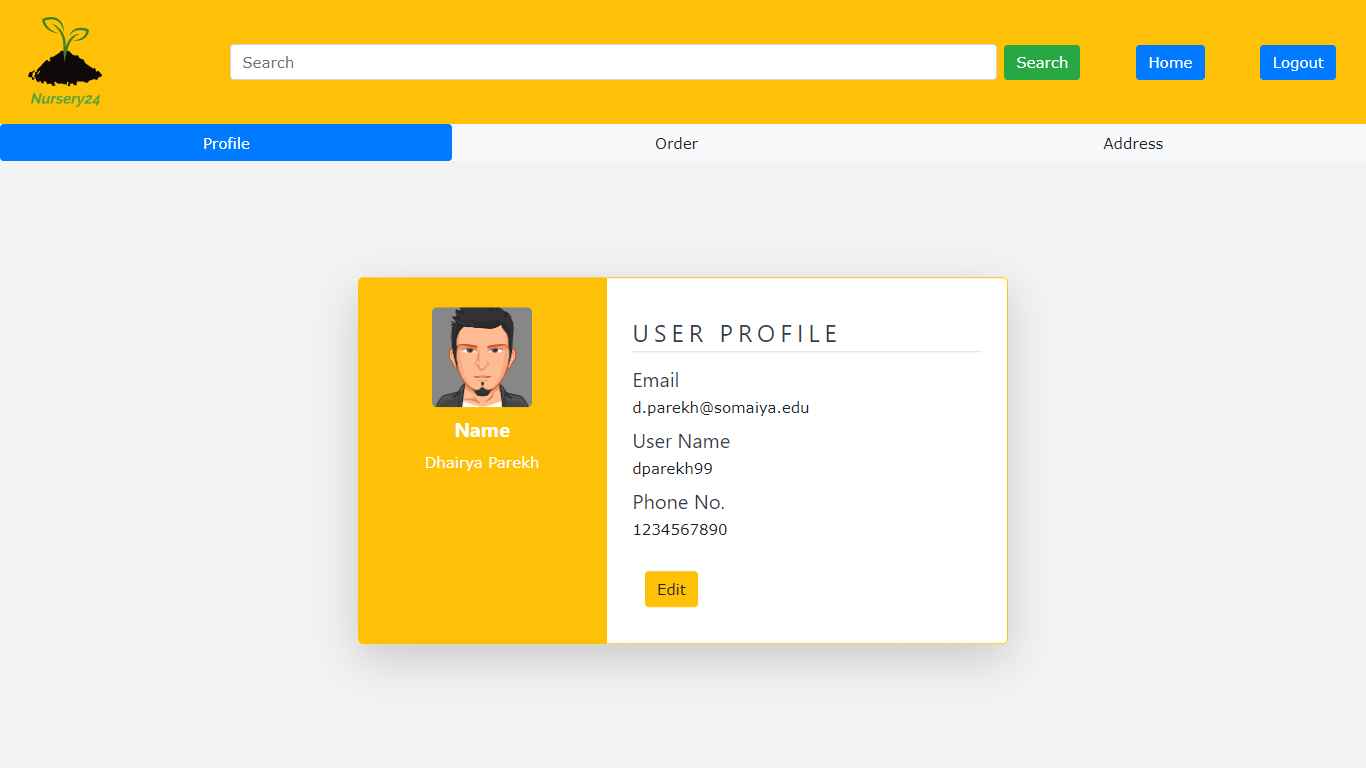 Nursery24
Search
Search
Home
Logout
Profile
Order
Address
Name
Dhairya Parekh
USER PROFILE
Email
d.parekh@somaiya.edu
User Name
dparekh99
Phone No.
1234567890
Edit